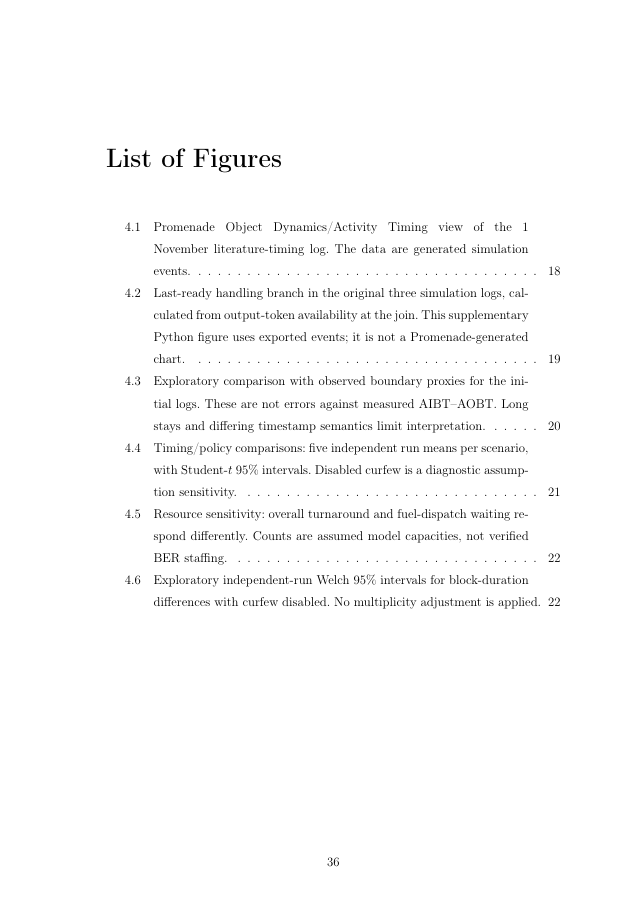 List of Figures
4.1 Promenade Object Dynamics/Activity Timing view of the 1
November literature-timing log. The data are generated simulation
events. . . . . . . . . . . . . . . . . . . . . . . . . . . . . . . . . . . . 18
4.2 Last-ready handling branch in the original three simulation logs, cal-
culated from output-token availability at the join. This supplementary
Python figure uses exported events; it is not a Promenade-generated
chart. . . . . . . . . . . . . . . . . . . . . . . . . . . . . . . . . . . . 19
4.3 Exploratory comparison with observed boundary proxies for the ini-
tial logs. These are not errors against measured AIBT–AOBT. Long
stays and differing timestamp semantics limit interpretation. . . . . . 20
4.4 Timing/policy comparisons: five independent run means per scenario,
with Student-t 95% intervals. Disabled curfew is a diagnostic assump-
tion sensitivity. . . . . . . . . . . . . . . . . . . . . . . . . . . . . . . 21
4.5 Resource sensitivity: overall turnaround and fuel-dispatch waiting re-
spond differently. Counts are assumed model capacities, not verified
BER staffing. . . . . . . . . . . . . . . . . . . . . . . . . . . . . . . . 22
4.6 Exploratory independent-run Welch 95% intervals for block-duration
differences with curfew disabled. No multiplicity adjustment is applied. 22
36